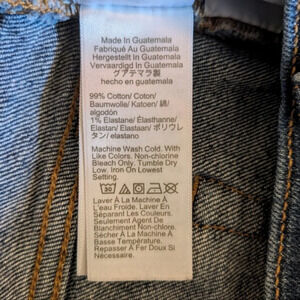 Made In Guatemala
Fabriqué Au Guatemala
Hergestellt In Guatemala
Vervaardigd In Guatemala
グアテマラ製
hecho en guatemala
99% Cotton/ Coton/
Baumwolle/ Katoen/ 綿/
algodón
1% Elastane/ Élasthanne/
Elastan/ Elastaan/ ポリウレ
タン/ elastano
Machine Wash Cold. With
Like Colors. Non-chlorine
Bleach Only. Tumble Dry
Low. Iron On Lowest
Setting.
30
Laver À La Machine À
L'eau Froide. Laver En
Séparant Les Couleurs.
Seulement Agent De
Blanchiment Non-chlore.
Sécher À La Machine À
Basse Température.
Repasser À Fer Doux Si
Nécessaire.